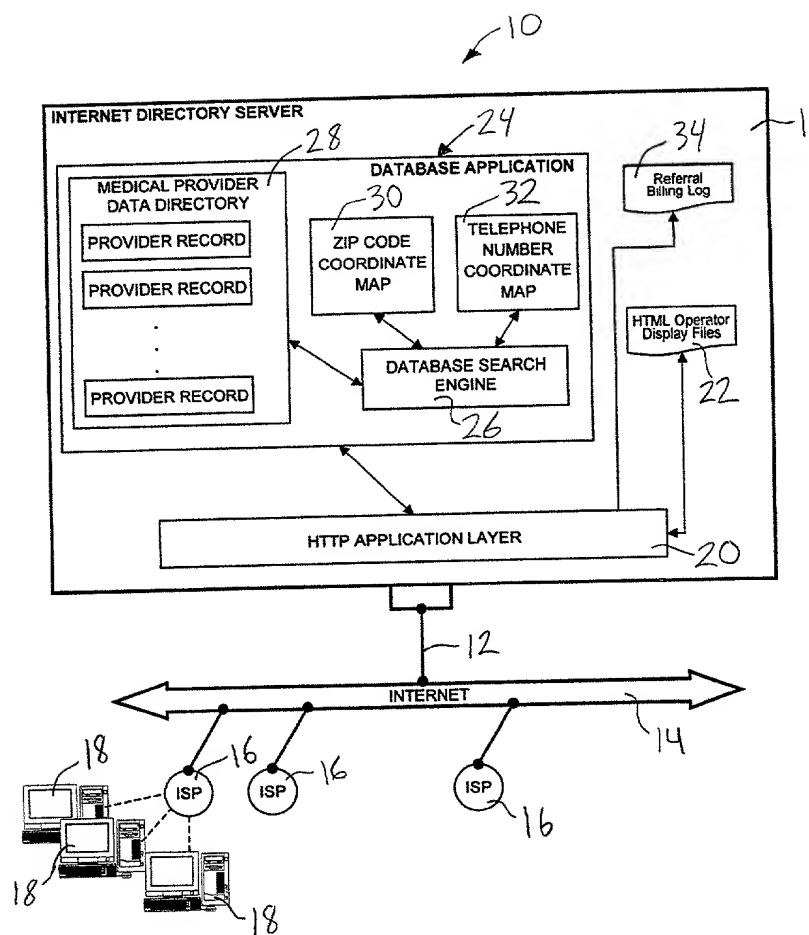 10
INTERNET DIRECTORY SERVER
1
24
28
DATABASE APPLICATION
34
MEDICAL PROVIDER
DATA DIRECTORY
Referral
Billing Log
PROVIDER RECORD
30
ZIP CODE
COORDINATE
MAP
32
TELEPHONE
NUMBER
COORDINATE
MAP
PROVIDER RECORD
HTML Operator
Display Files
22
DATABASE SEARCH
ENGINE
26
PROVIDER RECORD
HTTP APPLICATION LAYER
20
12
INTERNET
14
18
16
ISP
16
ISP
ISP
16
18
18
18